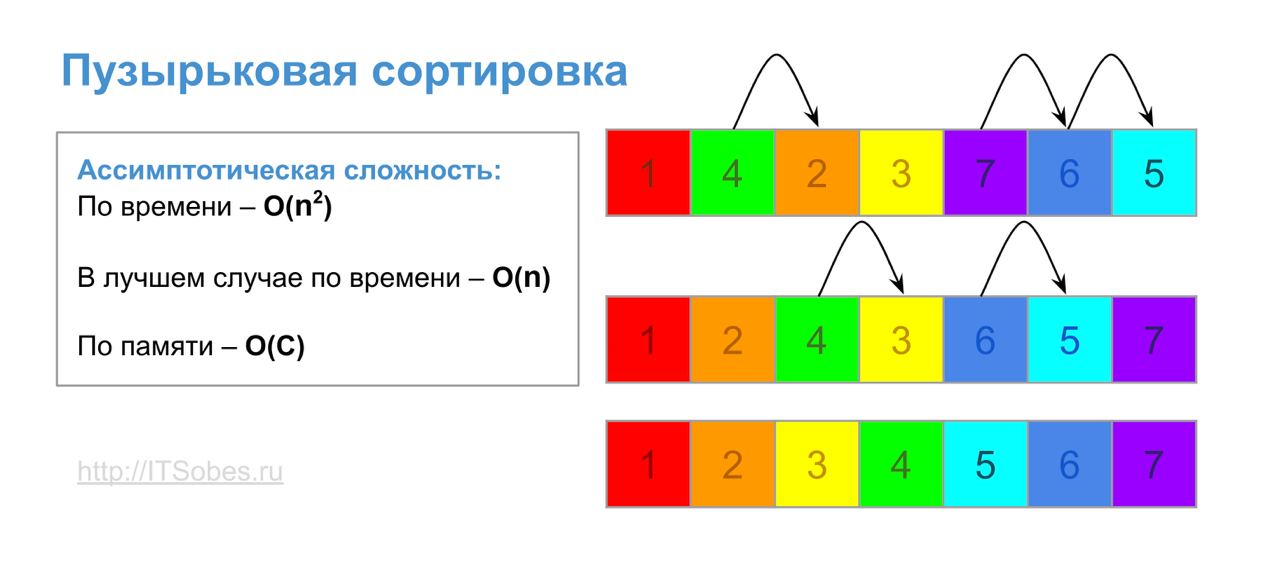 Пузырьковая сортировка
Ассимптотическая сложность:
По времени – O(n²)
В лучшем случае по времени – O(n)
По памяти – O(C)
http://ITSobes.ru
1 4 2 3 7 6 5
1 2 4 3 6 5 7
1 2 3 4 5 6 7